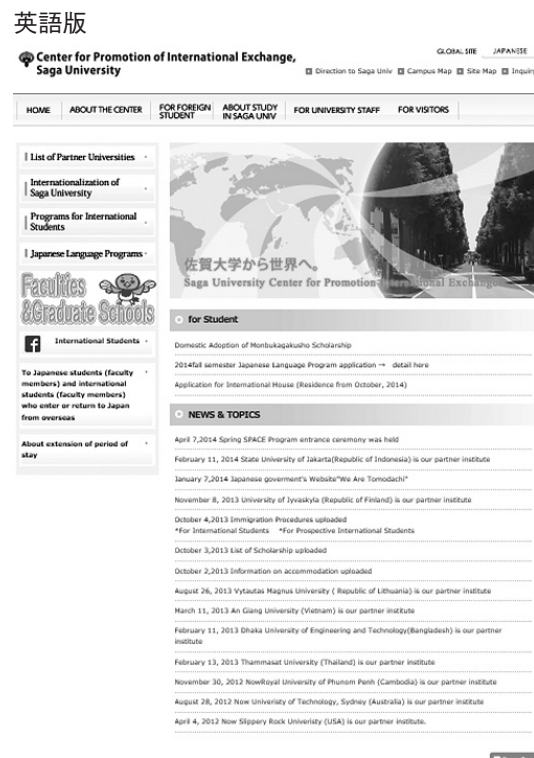 英語版
Center for Promotion of International Exchange,
Saga University
GLOBAL SITE
JAPANESE
Direction to Saga Univ
Campus Map
Site Map
Inquiry
HOME
ABOUT THE CENTER
FOR FOREIGN
STUDENT
ABOUT STUDY
IN SAGA UNIV
FOR UNIVERSITY STAFF
FOR VISITORS
List of Partner Universities
Internationalization of
Saga University
Programs for International
Students
Japanese Language Programs
Faculties
&Graduate Schools
International Students
To Japanese students (faculty
members) and international
students (faculty members)
who enter or return to Japan
from overseas
About extension of period of
stay
佐賀大学から世界へ。
Saga University Center for Promotion International Exchange
for Student
Domestic Adoption of Monbukagakusho Scholarship
2014fall semester Japanese Language Program application → detail here
Application for International House (Residence from October, 2014)
NEWS & TOPICS
April 7,2014 Spring SPACE Program entrance ceremony was held
February 11, 2014 State University of Jakarta(Republic of Indonesia) is our partner institute
January 7,2014 Japanese goverment's Website"We Are Tomodachi"
November 8, 2013 University of Jyvaskyla (Republic of Finland) is our partner institute
October 4,2013 Immigration Procedures uploaded
*For International Students *For Prospective International Students
October 3,2013 List of Scholarship uploaded
October 2,2013 Information on accommodation uploaded
August 26, 2013 Vytautas Magnus University ( Republic of Lithuania) is our partner institute
March 11, 2013 An Giang University (Vietnam) is our partner institute
February 11, 2013 Dhaka University of Engineering and Technology(Bangladesh) is our partner
institute
February 13, 2013 Thammasat University (Thailand) is our partner institute
November 30, 2012 NowRoyal University of Phunom Penh (Cambodia) is our partner institute
August 28, 2012 Now Univeristy of Technology, Sydney (Australia) is our partner institute
April 4, 2012 Now Slippery Rock Univeristy (USA) is our partner institute.